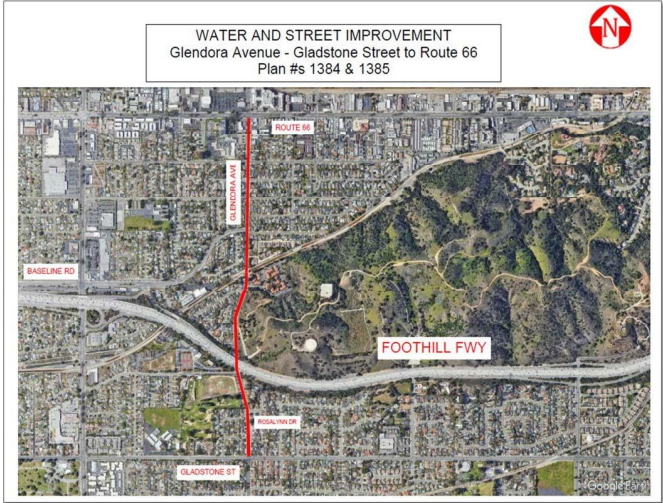 WATER AND STREET IMPROVEMENT
Glendora Avenue - Gladstone Street to Route 66
Plan #s 1384 & 1385
N
ROUTE 66
GLENDORA AVE
BASELINE RD
FOOTHILL FWY
ROSALYNN DR
GLADSTONE ST
Google Earth